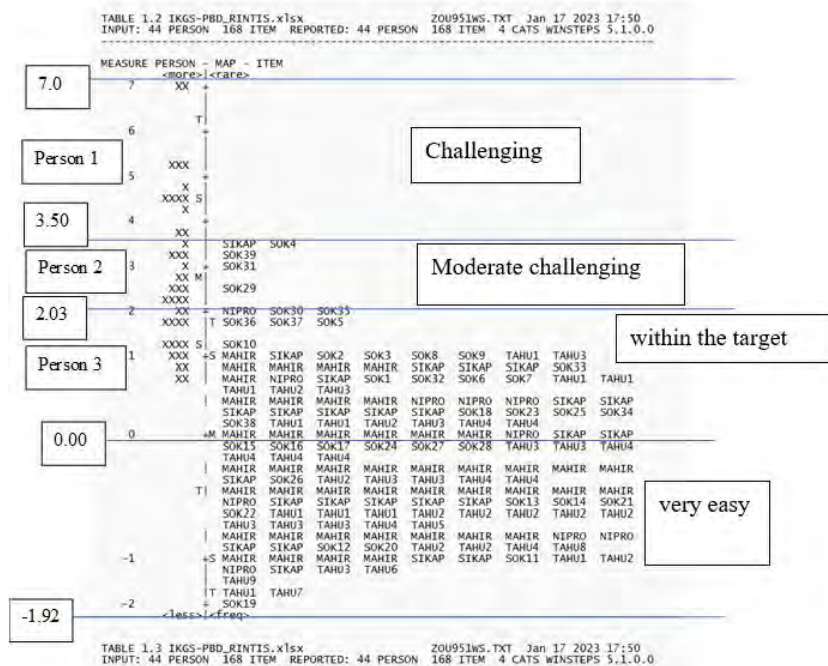 TABLE 1.2 IKGS-PBD_RINTIS.xlsx ZOU951WS.TXT Jan 17 2023 17:50
INPUT: 44 PERSON 168 ITEM REPORTED: 44 PERSON 168 ITEM 4 CATS WINSTEPS 5.1.0.0
--------------------------------------------------------------------------------
MEASURE PERSON - MAP - ITEM
<more>|<rare>
7.0
7 XX +
|
T|
6 +
|
Challenging
Person 1
XXX |
5 +
X |
XXXX S|
X |
4 +
3.50
XX |
X | SIKAP SOK4
XXX | SOK39
Person 2
3 X + SOK31
Moderate challenging
XX M|
XX | SOK29
XXXX |
2.03
2 XX + NIPRO SOK30 SOK35
XXXX |T SOK36 SOK37 SOK5
within the target
XXXX S| SOK10
1 XXX +S MAHIR SIKAP SOK2 SOK3 SOK8 SOK9 TAHU1 TAHU3
Person 3
XX | MAHIR MAHIR MAHIR MAHIR SIKAP SIKAP SIKAP SOK33
XX | MAHIR NIPRO SIKAP SOK1 SOK32 SOK6 SOK7 TAHU1 TAHU1
TAHU1 TAHU2 TAHU3
| MAHIR MAHIR MAHIR MAHIR NIPRO NIPRO NIPRO SIKAP SIKAP
SIKAP SIKAP SIKAP SIKAP SIKAP SOK18 SOK23 SOK25 SOK34
SOK38 TAHU1 TAHU1 TAHU2 TAHU3 TAHU4 TAHU4
0.00
0 +M MAHIR MAHIR MAHIR MAHIR MAHIR MAHIR NIPRO SIKAP SIKAP
SOK15 SOK16 SOK17 SOK24 SOK27 SOK28 TAHU3 TAHU3 TAHU4
TAHU4 TAHU4 TAHU4
| MAHIR MAHIR MAHIR MAHIR MAHIR MAHIR MAHIR MAHIR MAHIR
SIKAP SOK26 TAHU2 TAHU3 TAHU3 TAHU4 TAHU4
T| MAHIR MAHIR MAHIR MAHIR MAHIR MAHIR MAHIR MAHIR MAHIR
NIPRO SIKAP SIKAP SIKAP SIKAP SIKAP SOK13 SOK14 SOK21
SOK22 TAHU1 TAHU1 TAHU1 TAHU2 TAHU2 TAHU2 TAHU2 TAHU2
TAHU3 TAHU3 TAHU3 TAHU4 TAHU5
very easy
| MAHIR MAHIR MAHIR MAHIR MAHIR MAHIR MAHIR NIPRO NIPRO
SIKAP SIKAP SOK12 SOK20 TAHU2 TAHU2 TAHU4 TAHU8
-1 +S MAHIR MAHIR MAHIR MAHIR SIKAP SIKAP SOK11 TAHU1 TAHU2
NIPRO SIKAP TAHU3 TAHU6
TAHU9
|T TAHU1 TAHU7
-2 + SOK19
-1.92
<less>|<freq>
TABLE 1.3 IKGS-PBD_RINTIS.xlsx ZOU951WS.TXT Jan 17 2023 17:50
INPUT: 44 PERSON 168 ITEM REPORTED: 44 PERSON 168 ITEM 4 CATS WINSTEPS 5.1.0.0